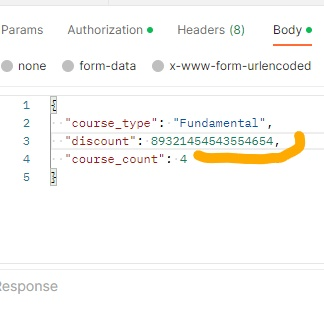 Params Authorization Headers (8) Body
none form-data x-www-form-urlencoded
1 {
2 "course_type": "Fundamental",
3 "discount": 89321454543554654,
4 "course_count": 4
5 }
Response